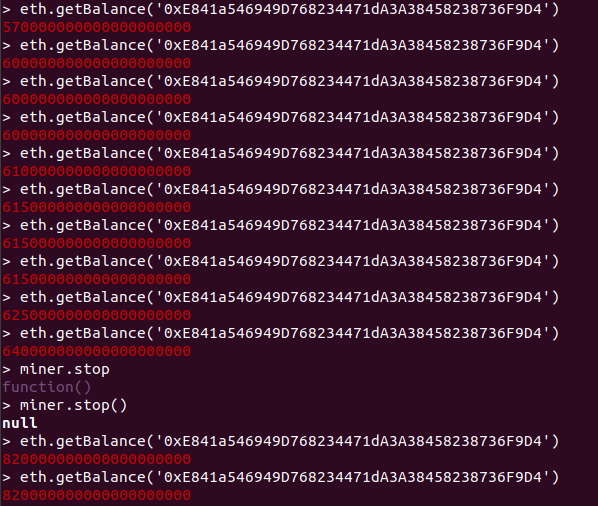 > eth.getBalance('0xE841a546949D768234471dA3A38458238736F9D4')
570000000000000000000
> eth.getBalance('0xE841a546949D768234471dA3A38458238736F9D4')
600000000000000000000
> eth.getBalance('0xE841a546949D768234471dA3A38458238736F9D4')
600000000000000000000
> eth.getBalance('0xE841a546949D768234471dA3A38458238736F9D4')
600000000000000000000
> eth.getBalance('0xE841a546949D768234471dA3A38458238736F9D4')
610000000000000000000
> eth.getBalance('0xE841a546949D768234471dA3A38458238736F9D4')
615000000000000000000
> eth.getBalance('0xE841a546949D768234471dA3A38458238736F9D4')
615000000000000000000
> eth.getBalance('0xE841a546949D768234471dA3A38458238736F9D4')
615000000000000000000
> eth.getBalance('0xE841a546949D768234471dA3A38458238736F9D4')
625000000000000000000
> eth.getBalance('0xE841a546949D768234471dA3A38458238736F9D4')
640000000000000000000
> miner.stop
function()
> miner.stop()
null
> eth.getBalance('0xE841a546949D768234471dA3A38458238736F9D4')
820000000000000000000
> eth.getBalance('0xE841a546949D768234471dA3A38458238736F9D4')
820000000000000000000